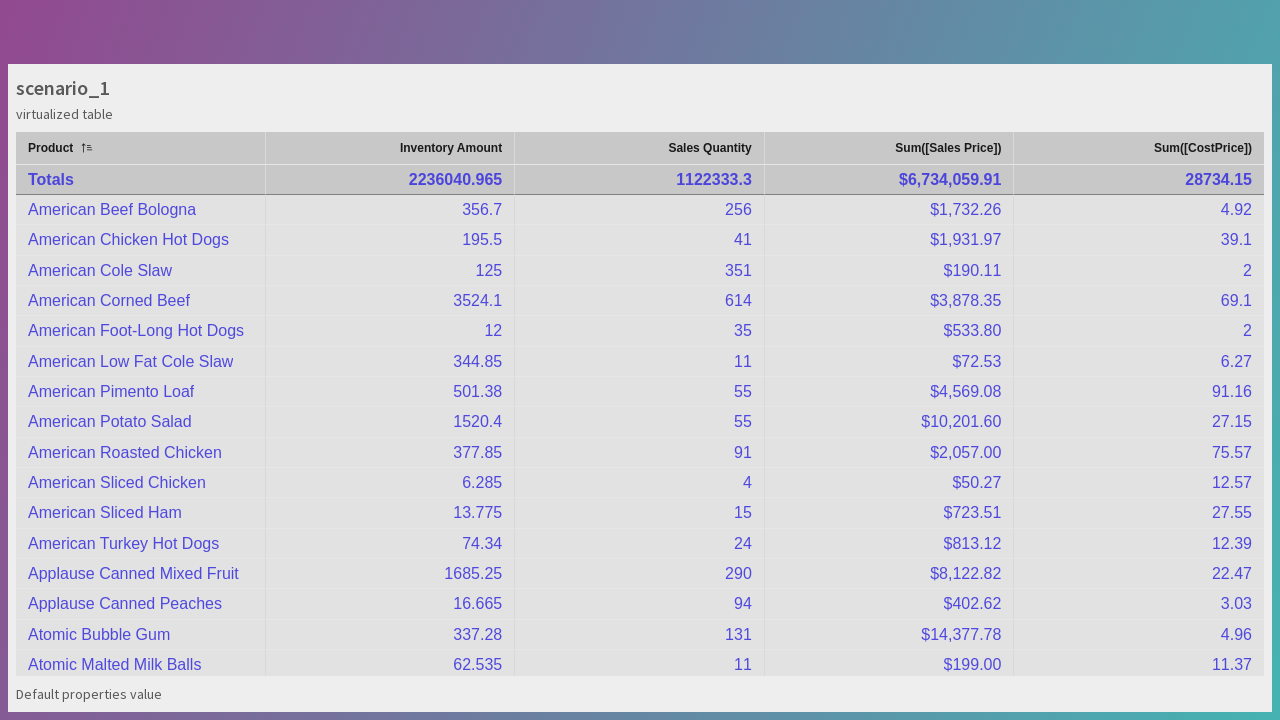 scenario_1
virtualized table
Product Inventory Amount Sales Quantity Sum([Sales Price]) Sum([CostPrice])
Totals 2236040.965 1122333.3 $6,734,059.91 28734.15
American Beef Bologna 356.7 256 $1,732.26 4.92
American Chicken Hot Dogs 195.5 41 $1,931.97 39.1
American Cole Slaw 125 351 $190.11 2
American Corned Beef 3524.1 614 $3,878.35 69.1
American Foot-Long Hot Dogs 12 35 $533.80 2
American Low Fat Cole Slaw 344.85 11 $72.53 6.27
American Pimento Loaf 501.38 55 $4,569.08 91.16
American Potato Salad 1520.4 55 $10,201.60 27.15
American Roasted Chicken 377.85 91 $2,057.00 75.57
American Sliced Chicken 6.285 4 $50.27 12.57
American Sliced Ham 13.775 15 $723.51 27.55
American Turkey Hot Dogs 74.34 24 $813.12 12.39
Applause Canned Mixed Fruit 1685.25 290 $8,122.82 22.47
Applause Canned Peaches 16.665 94 $402.62 3.03
Atomic Bubble Gum 337.28 131 $14,377.78 4.96
Atomic Malted Milk Balls 62.535 11 $199.00 11.37
Default properties value